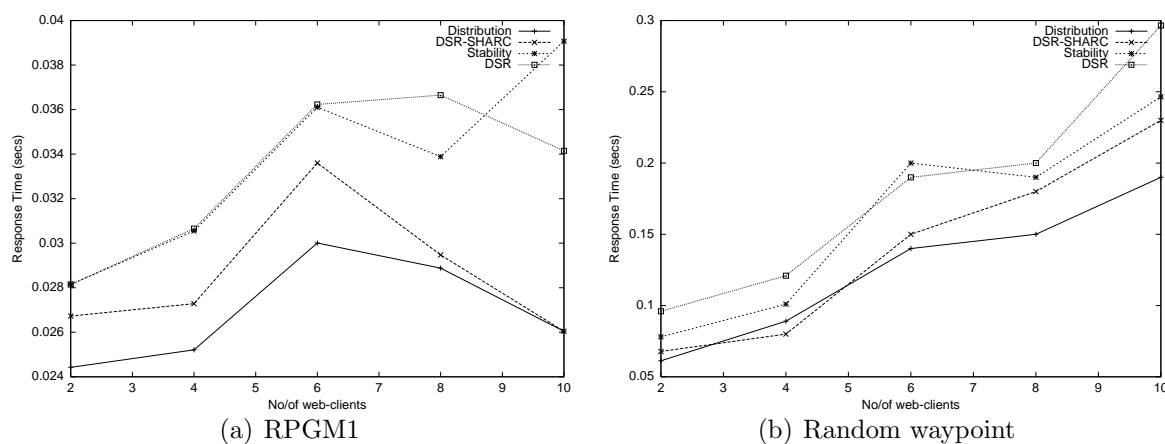 0.04
0.038
0.036
0.034
0.032
0.03
0.028
0.026
0.024
Response Time (secs)
Distribution
DSR-SHARC
Stability
DSR
2 3 4 5 6 7 8 9 10
No/of web-clients
(a) RPGM1
0.3
0.25
0.2
0.15
0.1
0.05
Response Time (secs)
Distribution
DSR-SHARC
Stability
DSR
2 3 4 5 6 7 8 9 10
No/of web-clients
(b) Random waypoint